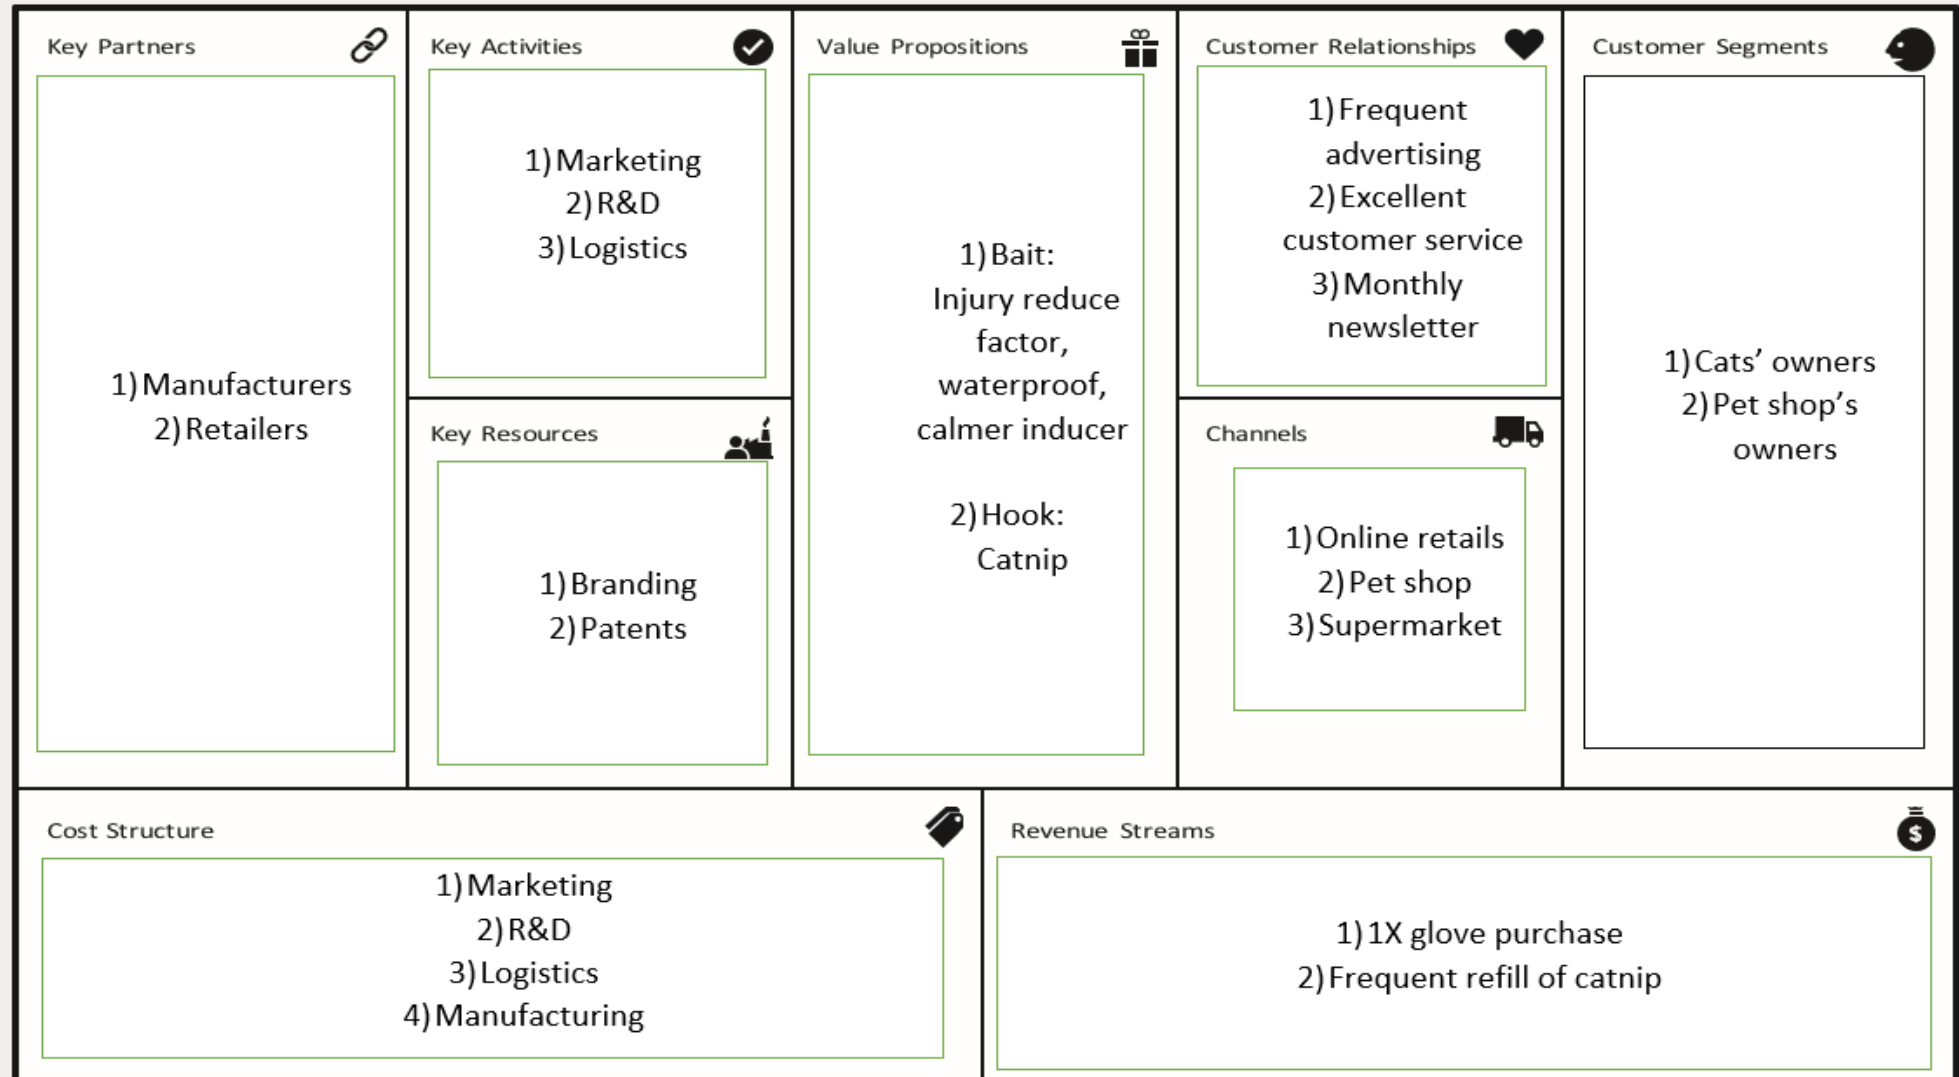 Key Partners
1) Manufacturers
2) Retailers
Key Activities
1) Marketing
2) R&D
3) Logistics
Key Resources
1) Branding
2) Patents
Value Propositions
1) Bait:
Injury reduce
factor,
waterproof,
calmer inducer
2) Hook:
Catnip
Customer Relationships
1) Frequent
advertising
2) Excellent
customer service
3) Monthly
newsletter
Channels
1) Online retails
2) Pet shop
3) Supermarket
Customer Segments
1) Cats’ owners
2) Pet shop’s
owners
Cost Structure
1) Marketing
2) R&D
3) Logistics
4) Manufacturing
Revenue Streams
$
1) 1X glove purchase
2) Frequent refill of catnip